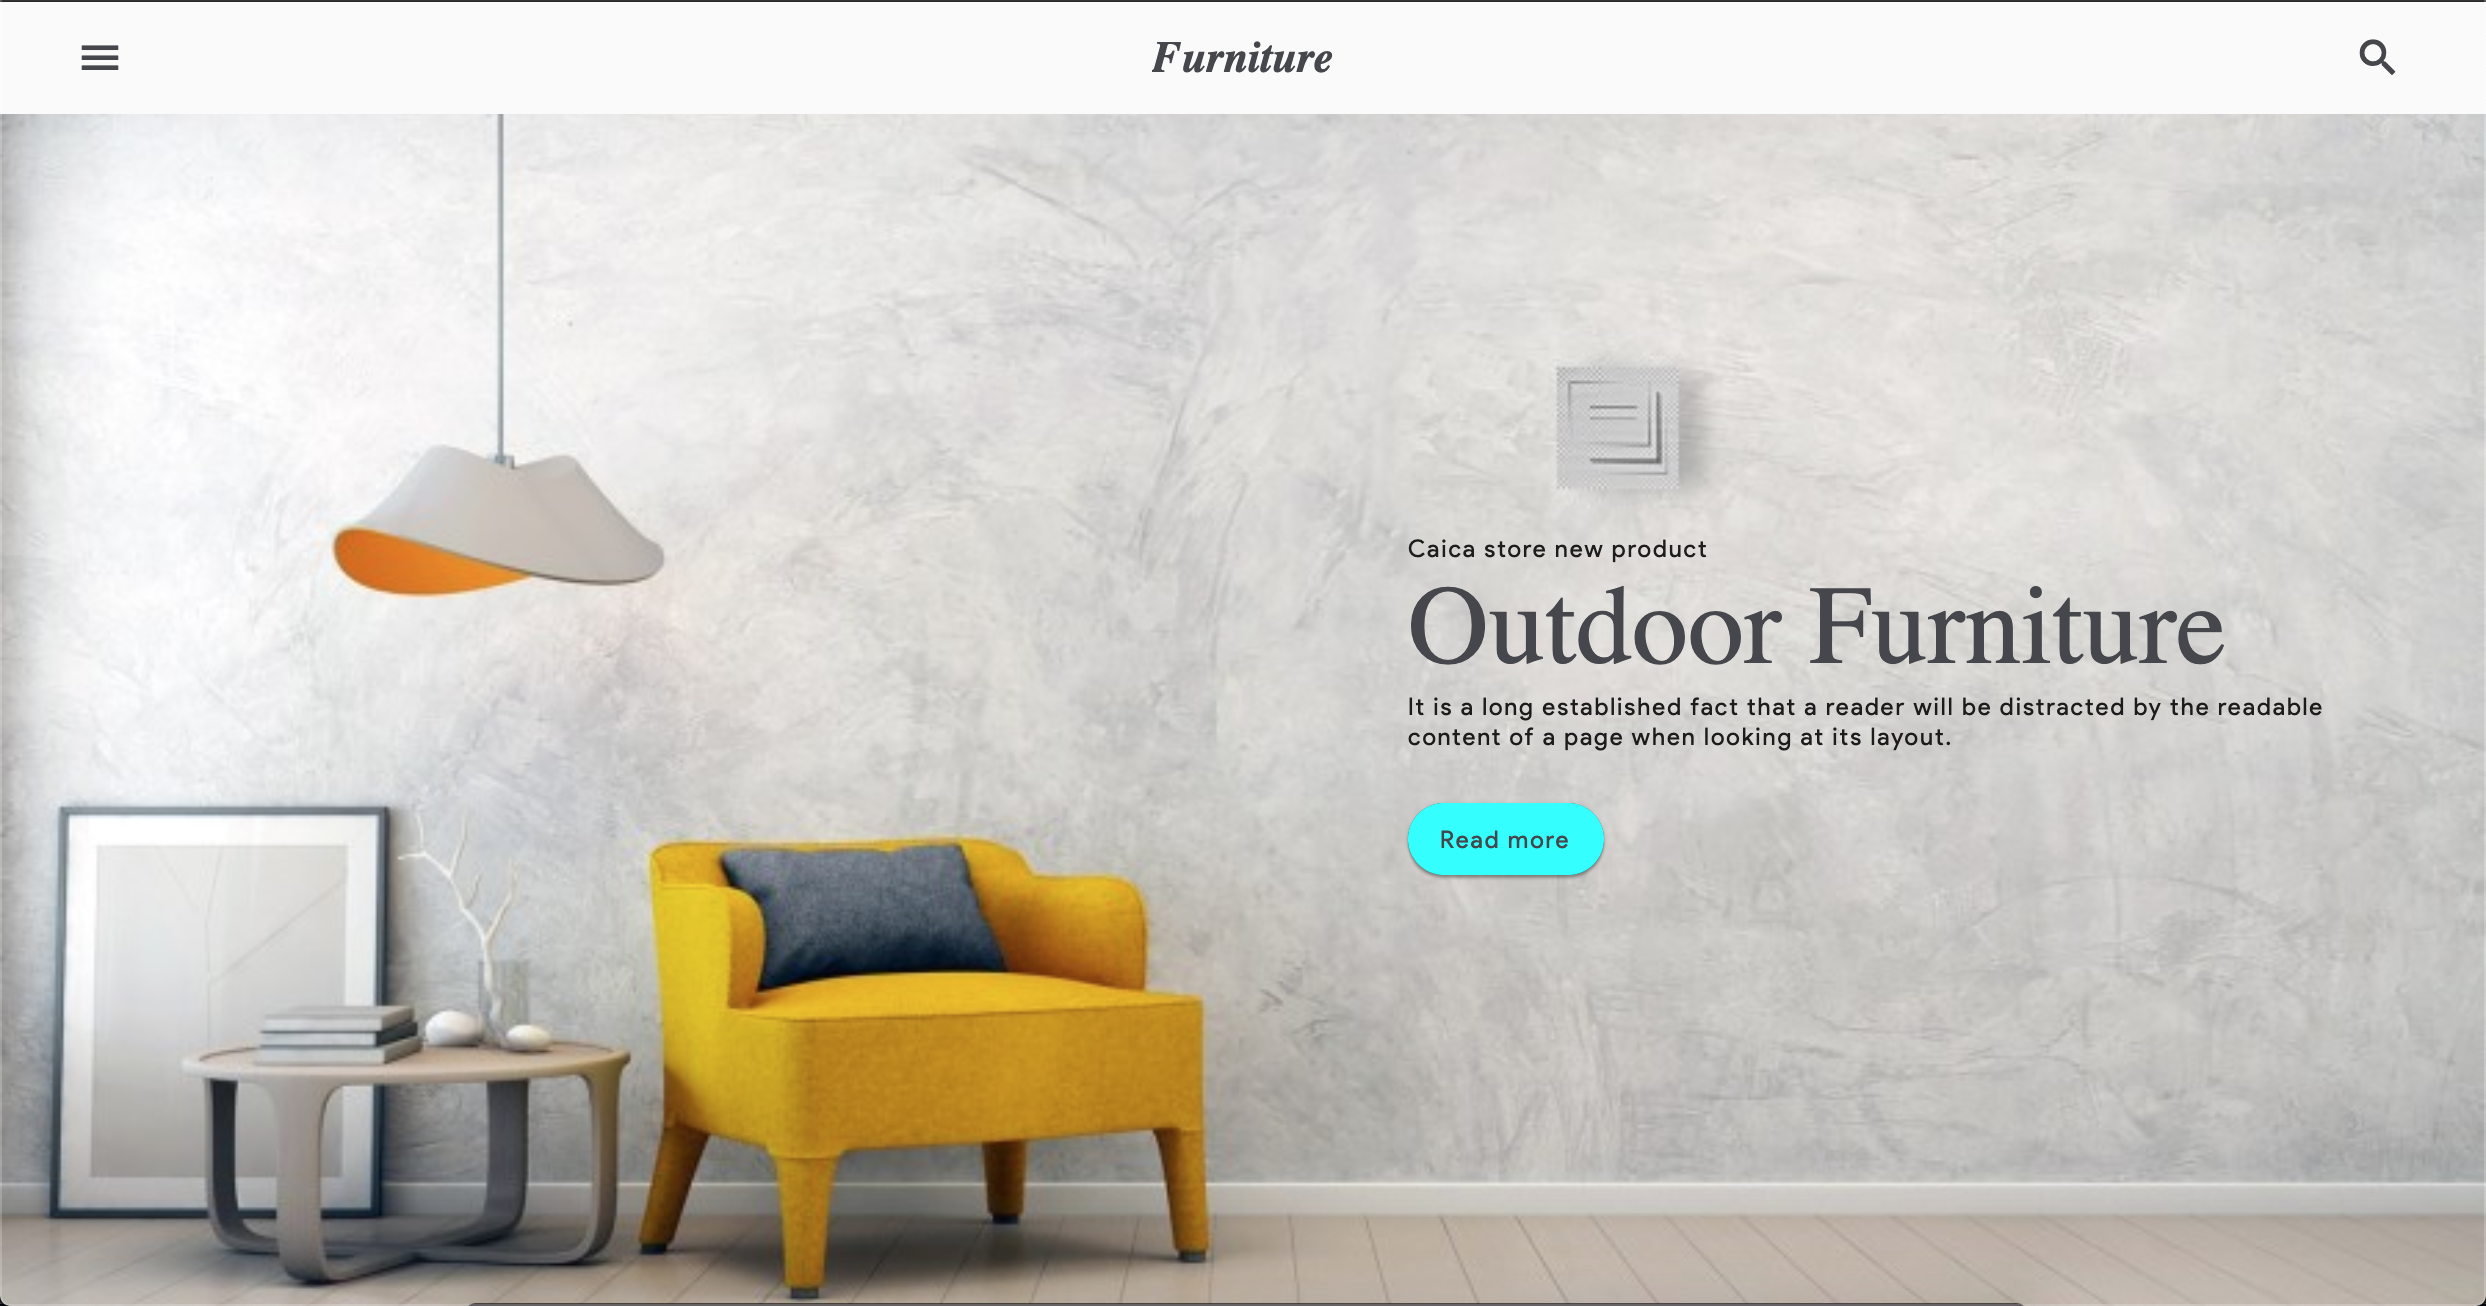 Furniture
Caica store new product
Outdoor Furniture
It is a long established fact that a reader will be distracted by the readable
content of a page when looking at its layout.
Read more